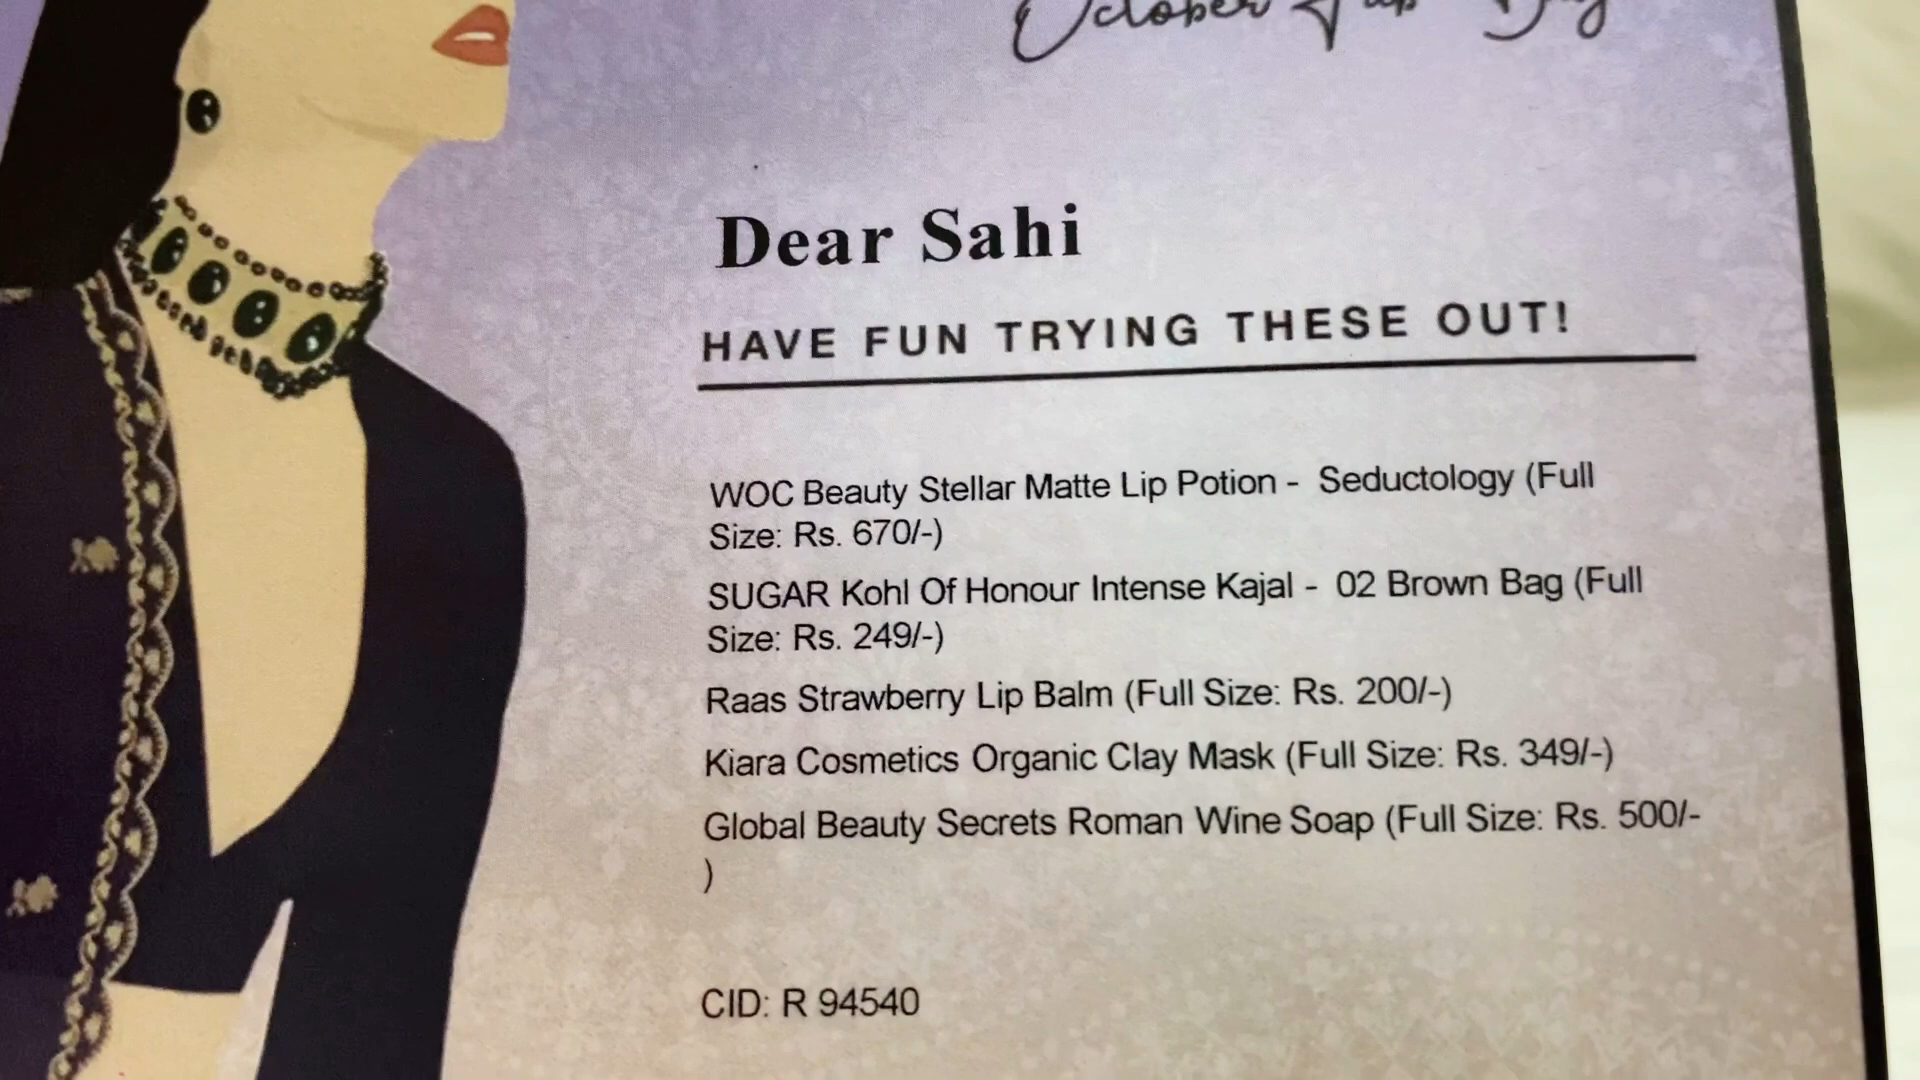 October Fab Bag
Dear Sahi
HAVE FUN TRYING THESE OUT!
WOC Beauty Stellar Matte Lip Potion - Seductology (Full
Size: Rs. 670/-)
SUGAR Kohl Of Honour Intense Kajal - 02 Brown Bag (Full
Size: Rs. 249/-)
Raas Strawberry Lip Balm (Full Size: Rs. 200/-)
Kiara Cosmetics Organic Clay Mask (Full Size: Rs. 349/-)
Global Beauty Secrets Roman Wine Soap (Full Size: Rs. 500/-
)
CID: R 94540